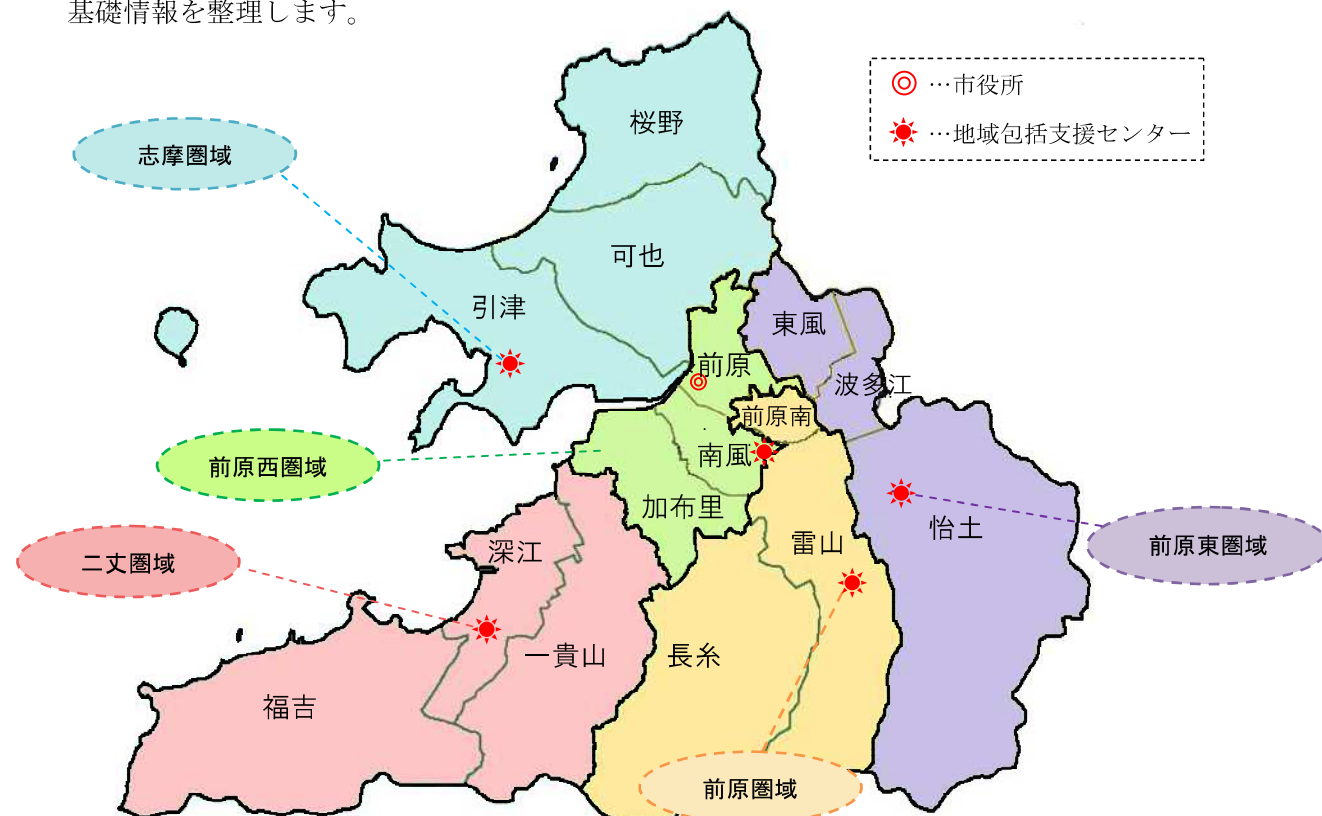 基礎情報を整理します。
…市役所
…地域包括支援センター
桜野
志摩圏域
可也
引津
東風
前原
波多江
前原南
南風
前原西圏域
加布里
怡土
雷山
深江
前原東圏域
二丈圏域
一貴山
長糸
福吉
前原圏域